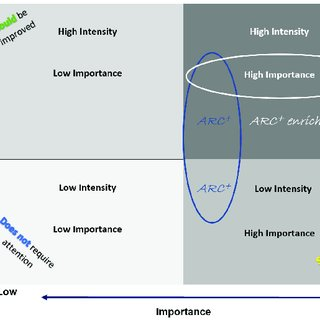 ould be
improved
High Intensity
High Intensity
Low Importance
High Importance
ARC+
ARC+ enrich
Low Intensity
ARC+
Low Intensity
Low Importance
High Importance
Does not require
attention
Low
Importance